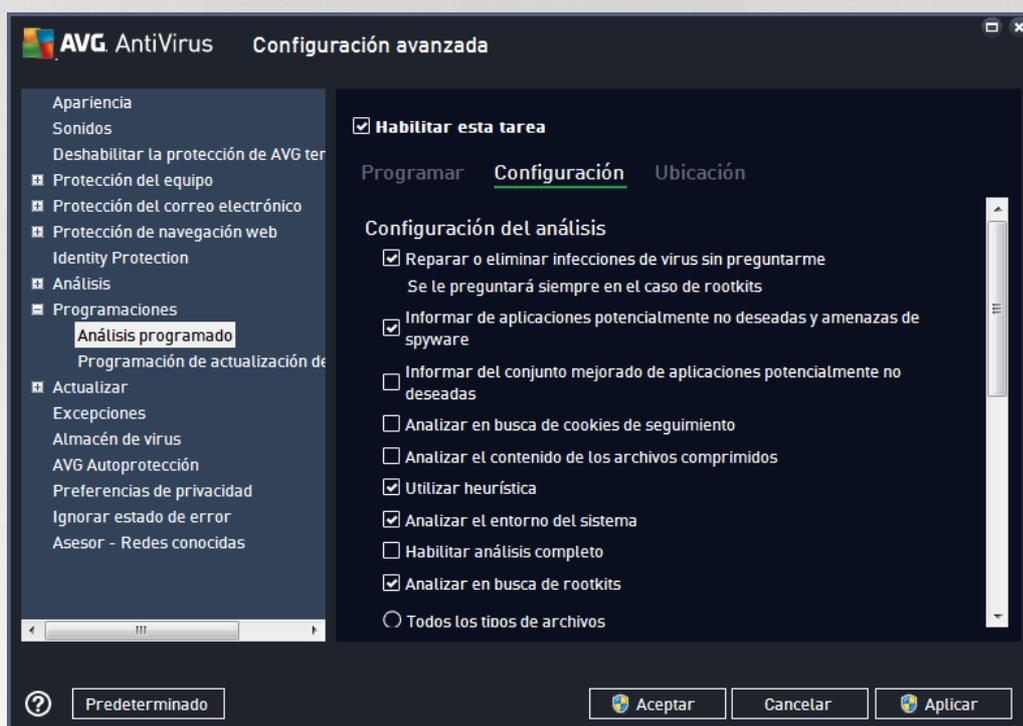 AVG. AntiVirus Configuración avanzada
Apariencia
Sonidos
Deshabilitar la protección de AVG ter
Protección del equipo
Protección del correo electrónico
Protección de navegación web
Identity Protection
Análisis
Programaciones
Análisis programado
Programación de actualización de
Actualizar
Excepciones
Almacén de virus
AVG Autoprotección
Preferencias de privacidad
Ignorar estado de error
Asesor - Redes conocidas
Habilitar esta tarea
Programar Configuración Ubicación
Configuración del análisis
Reparar o eliminar infecciones de virus sin preguntarme
Se le preguntará siempre en el caso de rootkits
Informar de aplicaciones potencialmente no deseadas y amenazas de
spyware
Informar del conjunto mejorado de aplicaciones potencialmente no
deseadas
Analizar en busca de cookies de seguimiento
Analizar el contenido de los archivos comprimidos
Utilizar heurística
Analizar el entorno del sistema
Habilitar análisis completo
Analizar en busca de rootkits
Todos los tipos de archivos
Predeterminado Aceptar Cancelar Aplicar